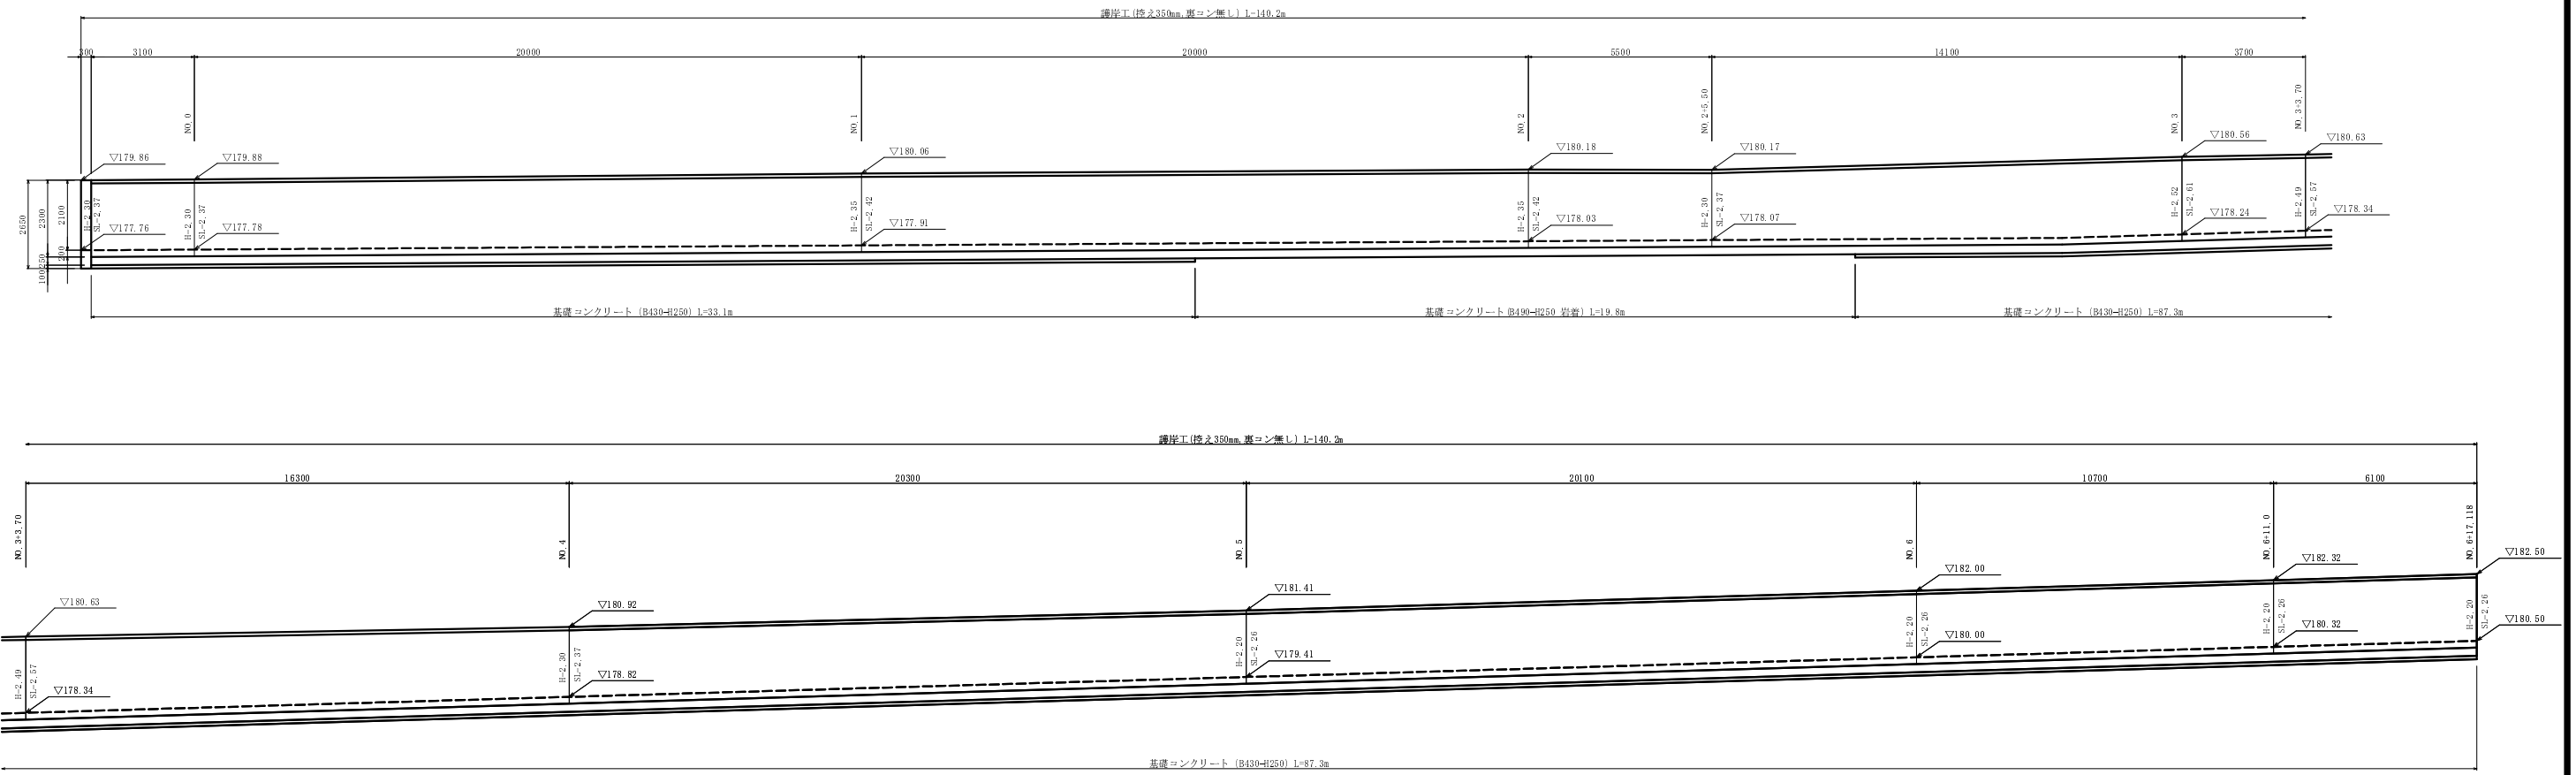 護岸工(控え350mm,裏コン無し) L=140.2m
300 3100 20000 20000 5500 14100 3700
NO.0 NO.1 NO.2 NO.2+5.50 NO.3 NO.3+3.70
▽179.86 ▽179.88 ▽180.06 ▽180.18 ▽180.17 ▽180.56 ▽180.63
2650 2300 2100 200 250 100
H=2.30 SL=2.37 H=2.30 SL=2.37 H=2.35 SL=2.42 H=2.35 SL=2.42 H=2.30 SL=2.37 H=2.52 SL=2.61 H=2.49 SL=2.57
▽177.76 ▽177.78 ▽177.91 ▽178.03 ▽178.07 ▽178.24 ▽178.34
基礎コンクリート (B430-H250) L=33.1m 基礎コンクリート(B490-H250 岩着) L=19.8m 基礎コンクリート (B430-H250) L=87.3m
護岸工(控え350mm,裏コン無し) L=140.2m
16300 20300 20100 10700 6100
NO.3+3.70 NO.4 NO.5 NO.6 NO.6+11.0 NO.6+17.118
▽180.63 ▽180.92 ▽181.41 ▽182.00 ▽182.32 ▽182.50
H=2.49 SL=2.57 H=2.30 SL=2.37 H=2.20 SL=2.26 H=2.20 SL=2.26 H=2.20 SL=2.26 H=2.20 SL=2.26
▽178.34 ▽178.82 ▽179.41 ▽180.00 ▽180.32 ▽180.50
基礎コンクリート (B430-H250) L=87.3m